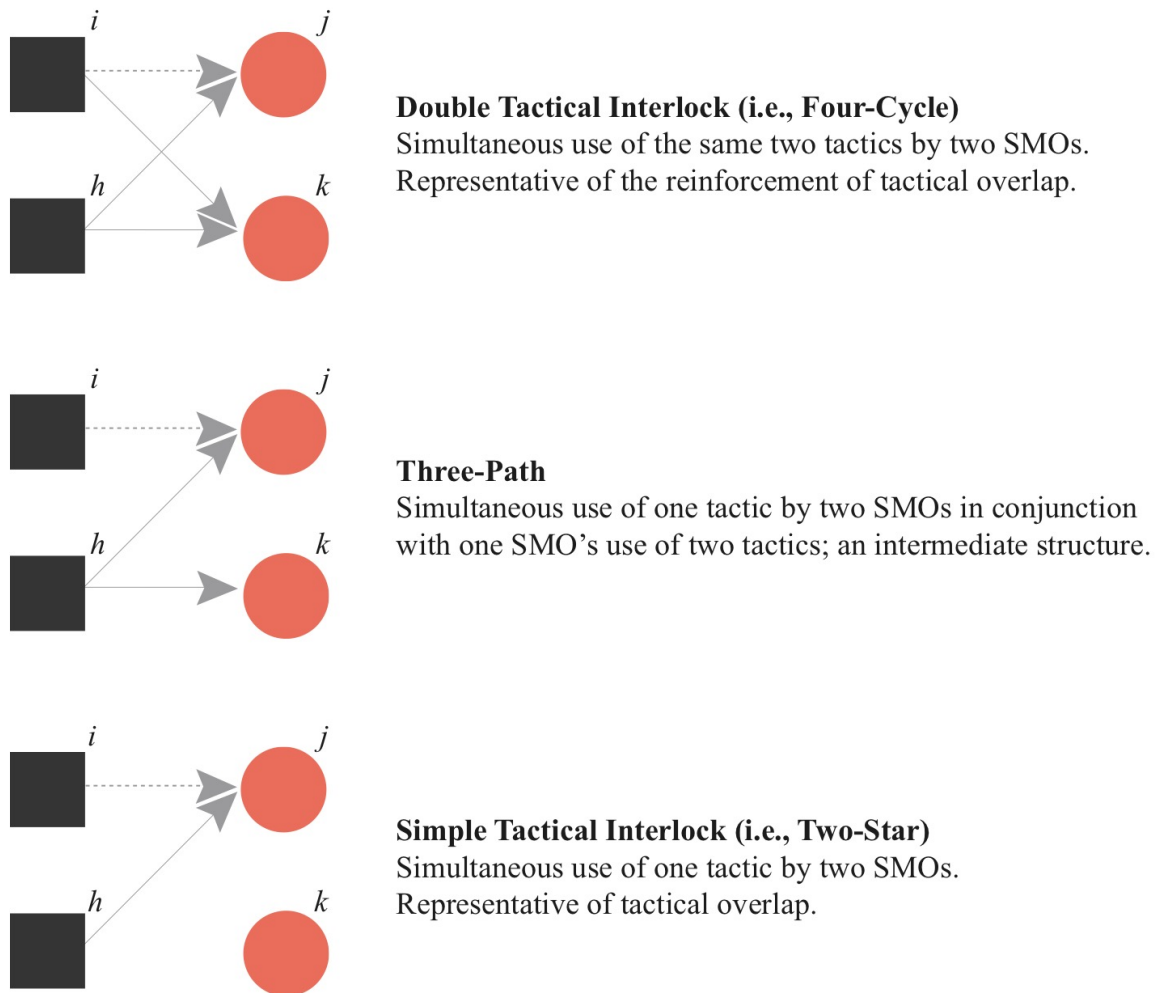 i
j
h
k
Double Tactical Interlock (i.e., Four-Cycle)
Simultaneous use of the same two tactics by two SMOs.
Representative of the reinforcement of tactical overlap.
i
j
h
k
Three-Path
Simultaneous use of one tactic by two SMOs in conjunction
with one SMO’s use of two tactics; an intermediate structure.
i
j
h
k
Simple Tactical Interlock (i.e., Two-Star)
Simultaneous use of one tactic by two SMOs.
Representative of tactical overlap.